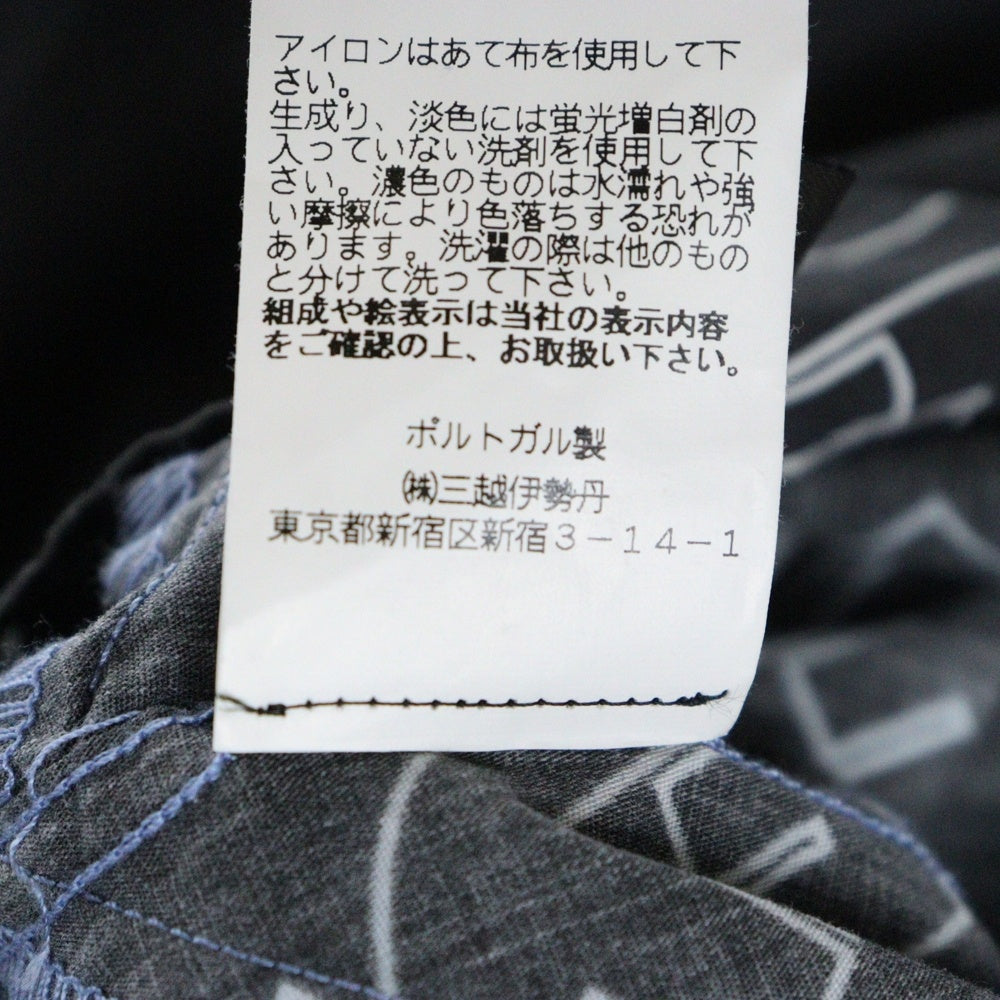 アイロンはあて布を使用して下
さい。
生成り、淡色には蛍光増白剤の
入っていない洗剤を使用して下
さい。濃色のものは水濡れや強
い摩擦により色落ちする恐れが
あります。洗濯の際は他のもの
と分けて洗って下さい。
組成や絵表示は当社の表示内容
をご確認の上、お取扱い下さい。
ポルトガル製
㈱三越伊勢丹
東京都新宿区新宿３－１４－１